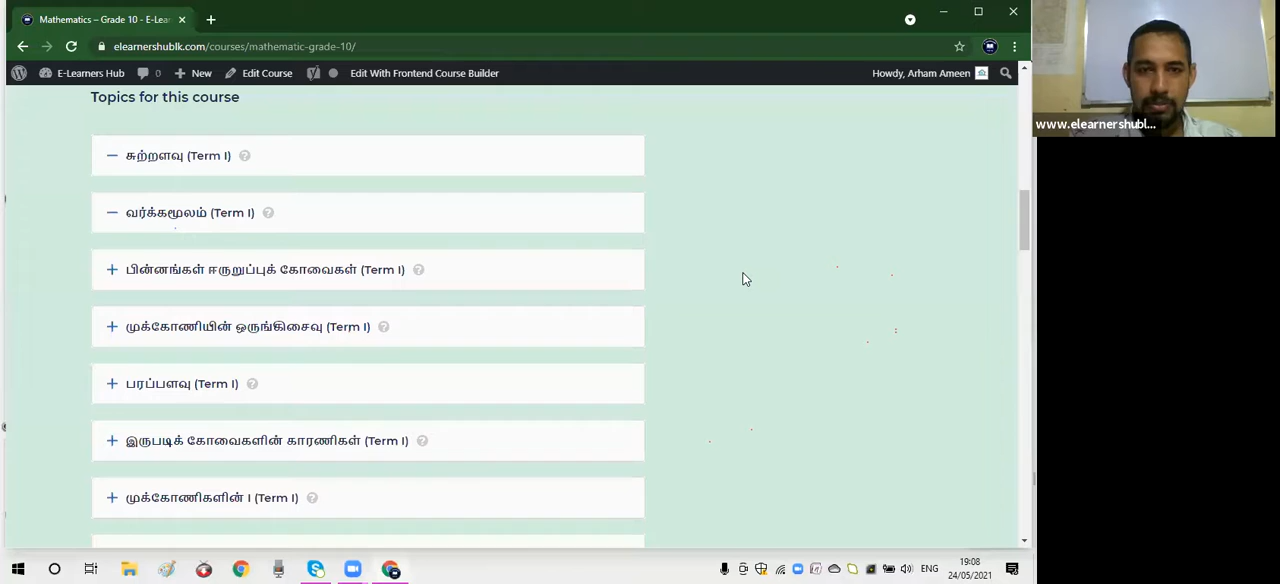 Mathematics – Grade 10 - E-Lear
elearnershublk.com/courses/mathematic-grade-10/
E-Learners Hub 0 New Edit Course Edit With Frontend Course Builder Howdy, Arham Ameen
www.elearnershubl...
Topics for this course
சுற்றளவு (Term I)
வர்க்கமூலம் (Term I)
பின்னங்கள் ஈருறுப்புக் கோவைகள் (Term I)
முக்கோணியின் ஒருங்கிசைவு (Term I)
பரப்பளவு (Term I)
இருபடிக் கோவைகளின் காரணிகள் (Term I)
முக்கோணிகளின் I (Term I)
ENG
19:08
24/05/2021